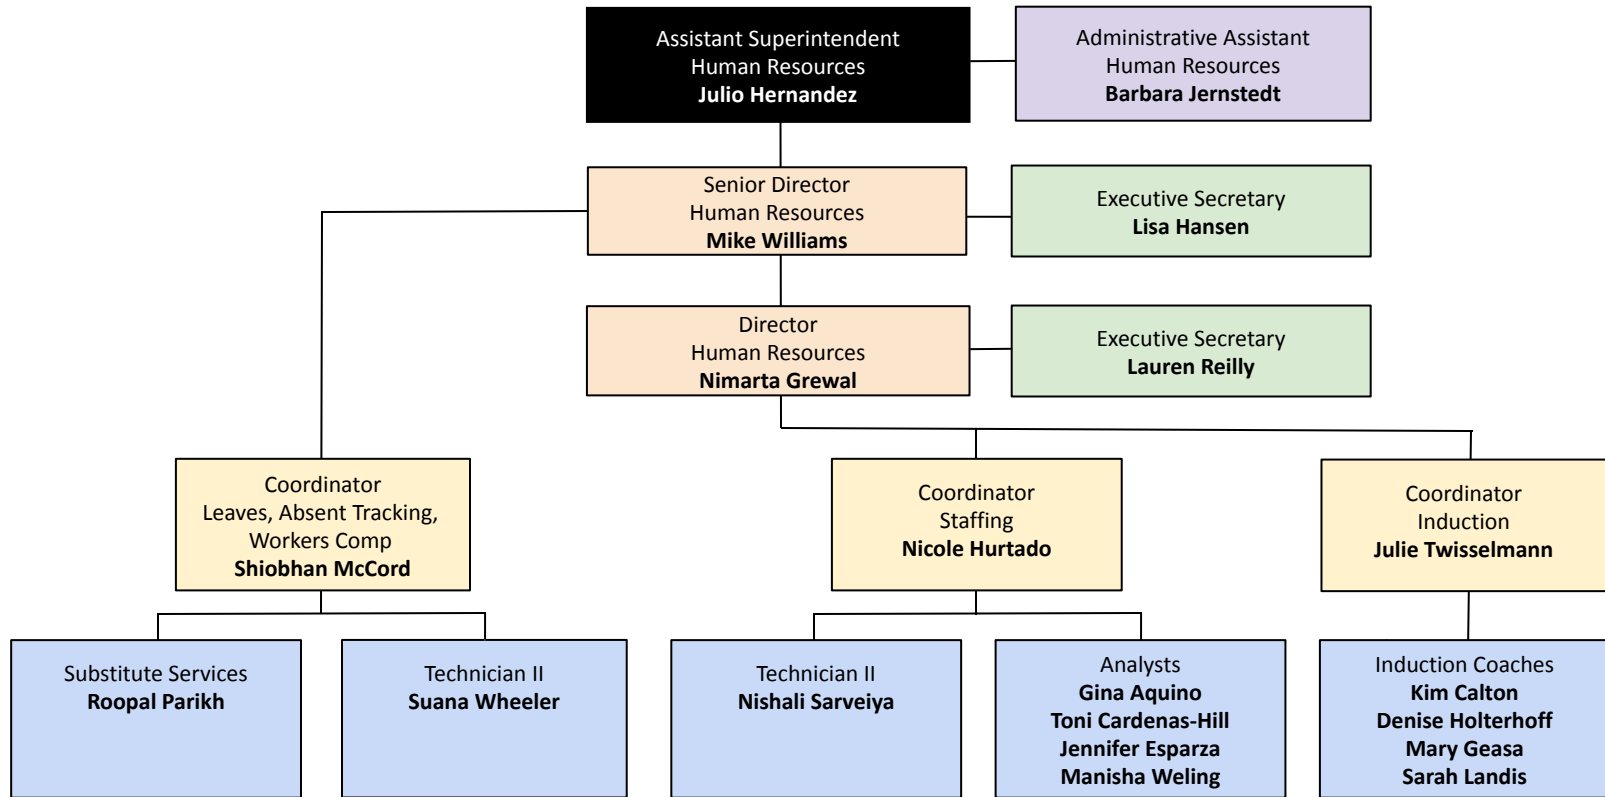 Assistant Superintendent
Human Resources
Julio Hernandez
Administrative Assistant
Human Resources
Barbara Jernstedt
Senior Director
Human Resources
Mike Williams
Executive Secretary
Lisa Hansen
Director
Human Resources
Nimarta Grewal
Executive Secretary
Lauren Reilly
Coordinator
Leaves, Absent Tracking,
Workers Comp
Shiobhan McCord
Coordinator
Staffing
Nicole Hurtado
Coordinator
Induction
Julie Twisselmann
Substitute Services
Roopal Parikh
Technician II
Suana Wheeler
Technician II
Nishali Sarveiya
Analysts
Gina Aquino
Toni Cardenas-Hill
Jennifer Esparza
Manisha Weling
Induction Coaches
Kim Calton
Denise Holterhoff
Mary Geasa
Sarah Landis